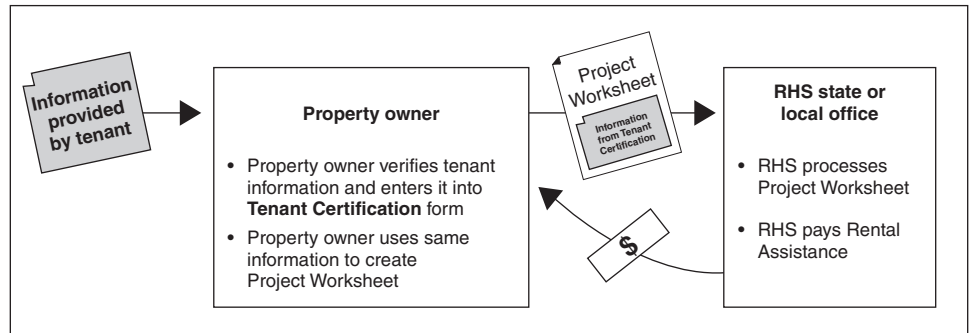 Information
provided
by tenant
Property owner
• Property owner verifies tenant
information and enters it into
Tenant Certification form
• Property owner uses same
information to create
Project Worksheet
Project
Worksheet
Information
from Tenant
Certification
$
RHS state or
local office
• RHS processes
Project Worksheet
• RHS pays Rental
Assistance